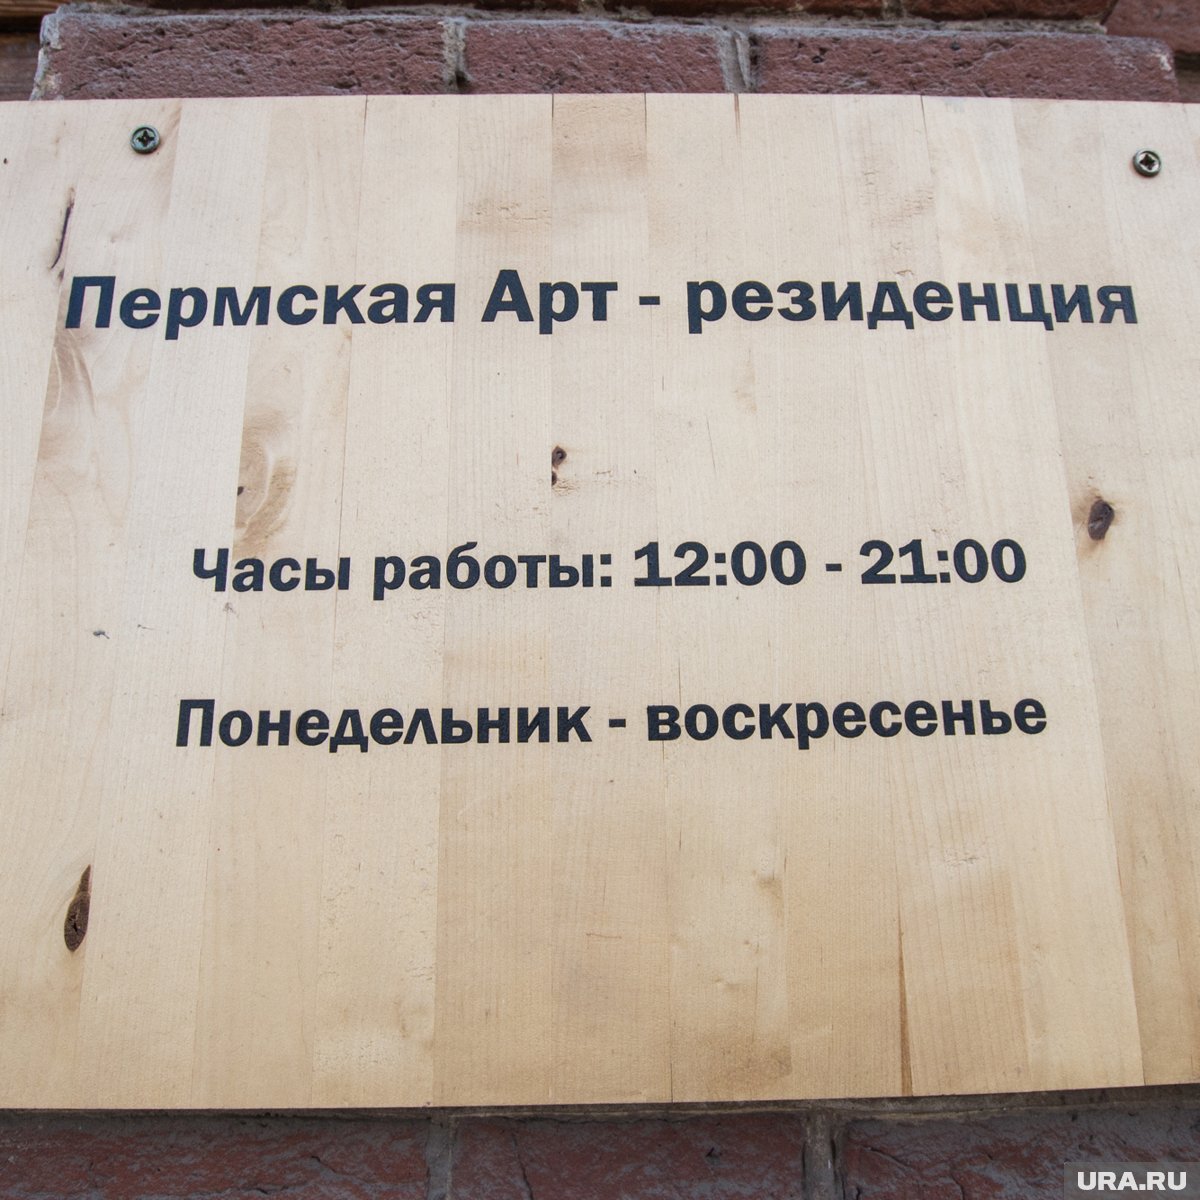 Пермская Арт - резиденция
Часы работы: 12:00 - 21:00
Понедельник - воскресенье
URA.RU